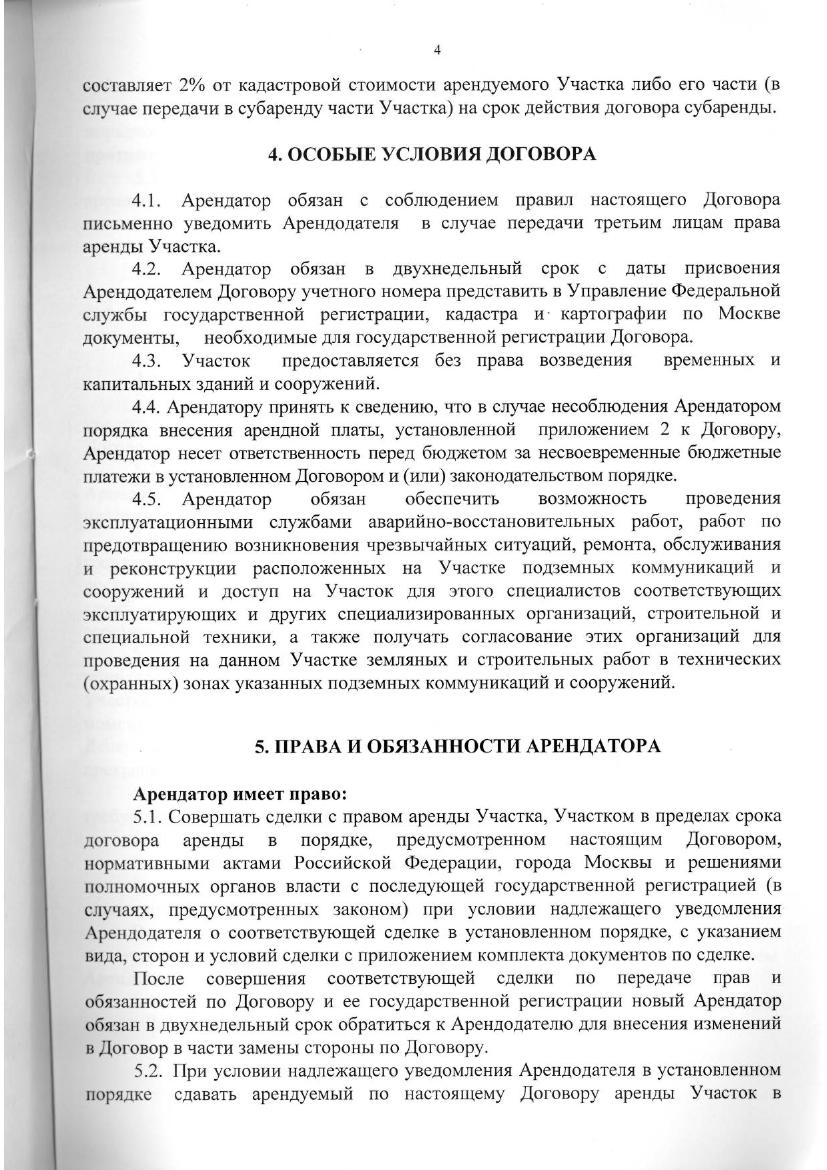 4
составляет 2% от кадастровой стоимости арендуемого Участка либо его части (в
случае передачи в субаренду части Участка) на срок действия договора субаренды.
4. ОСОБЫЕ УСЛОВИЯ ДОГОВОРА
4.1. Арендатор обязан с соблюдением правил настоящего Договора
письменно уведомить Арендодателя в случае передачи третьим лицам права
аренды Участка.
4.2. Арендатор обязан в двухнедельный срок с даты присвоения
Арендодателем Договору учетного номера представить в Управление Федеральной
службы государственной регистрации, кадастра и картографии по Москве
документы, необходимые для государственной регистрации Договора.
4.3. Участок предоставляется без права возведения временных и
капитальных зданий и сооружений.
4.4. Арендатору принять к сведению, что в случае несоблюдения Арендатором
порядка внесения арендной платы, установленной приложением 2 к Договору,
Арендатор несет ответственность перед бюджетом за несвоевременные бюджетные
платежи в установленном Договором и (или) законодательством порядке.
4.5. Арендатор обязан обеспечить возможность проведения
эксплуатационными службами аварийно-восстановительных работ, работ по
предотвращению возникновения чрезвычайных ситуаций, ремонта, обслуживания
и реконструкции расположенных на Участке подземных коммуникаций и
сооружений и доступ на Участок для этого специалистов соответствующих
эксплуатирующих и других специализированных организаций, строительной и
специальной техники, а также получать согласование этих организаций для
проведения на данном Участке земляных и строительных работ в технических
(охранных) зонах указанных подземных коммуникаций и сооружений.
5. ПРАВА И ОБЯЗАННОСТИ АРЕНДАТОРА
Арендатор имеет право:
5.1. Совершать сделки с правом аренды Участка, Участком в пределах срока
договора аренды в порядке, предусмотренном настоящим Договором,
нормативными актами Российской Федерации, города Москвы и решениями
полномочных органов власти с последующей государственной регистрацией (в
случаях, предусмотренных законом) при условии надлежащего уведомления
Арендодателя о соответствующей сделке в установленном порядке, с указанием
вида, сторон и условий сделки с приложением комплекта документов по сделке.
После совершения соответствующей сделки по передаче прав и
обязанностей по Договору и ее государственной регистрации новый Арендатор
обязан в двухнедельный срок обратиться к Арендодателю для внесения изменений
в Договор в части замены стороны по Договору.
5.2. При условии надлежащего уведомления Арендодателя в установленном
порядке сдавать арендуемый по настоящему Договору аренды Участок в